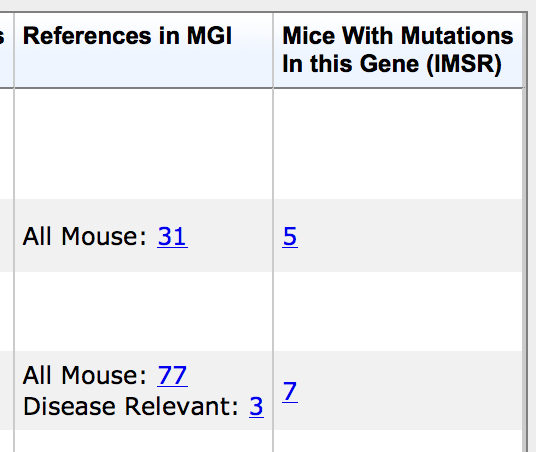 s References in MGI Mice With Mutations
In this Gene (IMSR)
All Mouse: 31 5
All Mouse: 77
Disease Relevant: 3 7